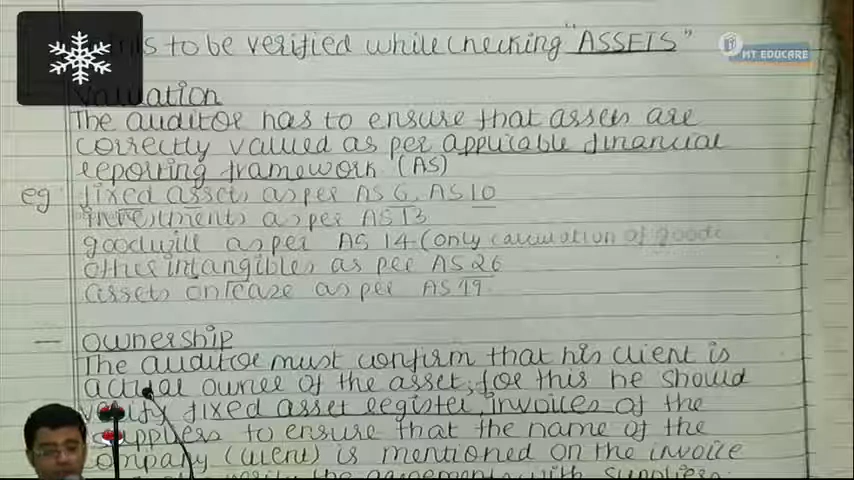 to be verified while checking "ASSETS"
MT EDUCARE
Valuation
The auditor has to ensure that assets are
correctly valued as per applicable financial
reporting framework (AS)
eg fixed assets as per AS 6, AS 10
investments as per AS 13
goodwill as per AS 14 (only calculation of
other intangibles as per AS 26
assets on lease as per AS 19
— ownership
The auditor must confirm that his client is
actual owner of the asset, for this he should
verify fixed asset register, invoices of the
suppliers to ensure that the name of the
company (client) is mentioned on the invoice
verify the agreements with suppliers